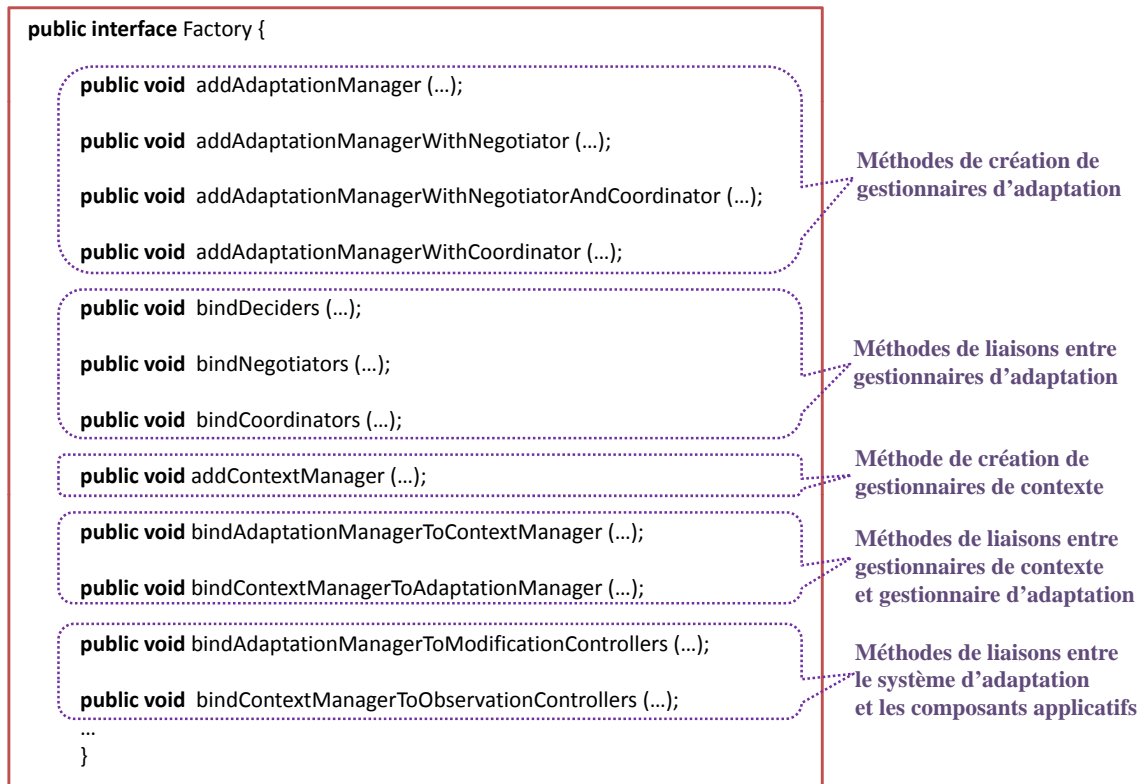 public interface Factory {
public void addAdaptationManager (…);
public void addAdaptationManagerWithNegotiator (…);
public void addAdaptationManagerWithNegotiatorAndCoordinator (…);
public void addAdaptationManagerWithCoordinator (…);
Méthodes de création de
gestionnaires d’adaptation
public void bindDeciders (…);
public void bindNegotiators (…);
public void bindCoordinators (…);
Méthodes de liaisons entre
gestionnaires d’adaptation
public void addContextManager (…);
Méthode de création de
gestionnaires de contexte
public void bindAdaptationManagerToContextManager (…);
public void bindContextManagerToAdaptationManager (…);
Méthodes de liaisons entre
gestionnaires de contexte
et gestionnaire d’adaptation
public void bindAdaptationManagerToModificationControllers (…);
public void bindContextManagerToObservationControllers (…);
Méthodes de liaisons entre
le système d’adaptation
et les composants applicatifs
…
}